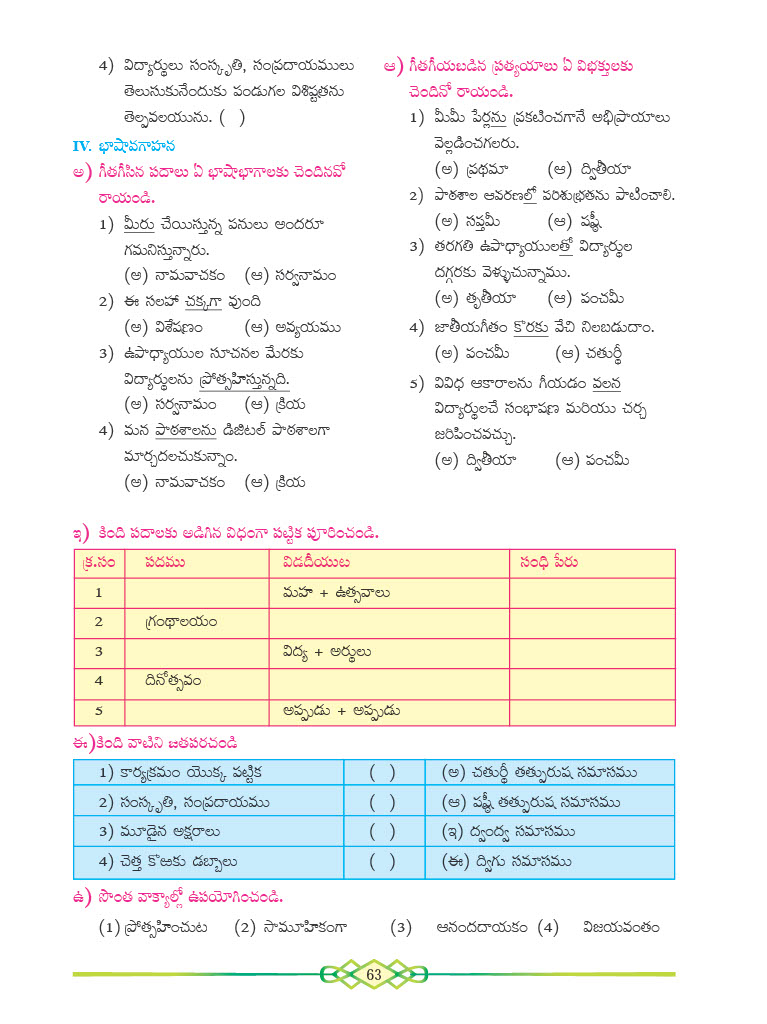 4) విద్యార్థులు సంస్కృతి, సంప్రదాయములు
తెలుసుకునేందుకు పండుగల విశిష్టతను
తెల్పవలయును. ( )
IV. భాషావగాహన
అ) గీతగీసిన పదాలు ఏ భాషాభాగాలకు చెందినవో
రాయండి.
1) మీరు చేయిస్తున్న పనులు అందరూ
గమనిస్తున్నారు.
(అ) నామవాచకం (ఆ) సర్వనామం
2) ఈ సలహా చక్కగా వుంది
(అ) విశేషణం (ఆ) అవ్యయము
3) ఉపాధ్యాయుల సూచనల మేరకు
విద్యార్థులను ప్రోత్సహిస్తున్నది.
(అ) సర్వనామం (ఆ) క్రియ
4) మన పాఠశాలను డిజిటల్ పాఠశాలగా
మార్చదలచుకున్నాం.
(అ) నామవాచకం (ఆ) క్రియ
ఆ) గీతగీయబడిన ప్రత్యయాలు ఏ విభక్తులకు
చెందినో రాయండి.
1) మీమీ పేర్లను ప్రకటించగానే అభిప్రాయాలు
వెల్లడించగలరు.
(అ) ప్రథమా (ఆ) ద్వితీయా
2) పాఠశాల ఆవరణల్లో పరిశుభ్రతను పాటించాలి.
(అ) సప్తమీ (ఆ) షష్ఠీ
3) తరగతి ఉపాధ్యాయులతో విద్యార్థుల
దగ్గరకు వెళ్ళుచున్నాము.
(అ) తృతీయా (ఆ) పంచమీ
4) జాతీయగీతం కొరకు వేచి నిలబడుదాం.
(అ) పంచమీ (ఆ) చతుర్థీ
5) వివిధ ఆకారాలను గీయడం వలన
విద్యార్థులచే సంభాషణ మరియు చర్చ
జరిపించవచ్చు.
(అ) ద్వితీయా (ఆ) పంచమీ
ఇ) కింది పదాలకు అడిగిన విధంగా పట్టిక పూరించండి.
క్ర.సం పదము విడదీయుట సంధి పేరు
1 మహ + ఉత్సవాలు
2 గ్రంథాలయం
3 విద్య + అర్థులు
4 దినోత్సవం
5 అప్పుడు + అప్పుడు
ఈ)కింది వాటిని జతపరచండి
1) కార్యక్రమం యొక్క పట్టిక ( ) (అ) చతుర్థీ తత్పురుష సమాసము
2) సంస్కృతి, సంప్రదాయము ( ) (ఆ) షష్ఠీ తత్పురుష సమాసము
3) మూడైన అక్షరాలు ( ) (ఇ) ద్వంద్వ సమాసము
4) చెత్త కొఱకు డబ్బాలు ( ) (ఈ) ద్విగు సమాసము
ఉ) సొంత వాక్యాల్లో ఉపయోగించండి.
(1) ప్రోత్సహించుట (2) సామూహికంగా (3) ఆనందదాయకం (4) విజయవంతం
63